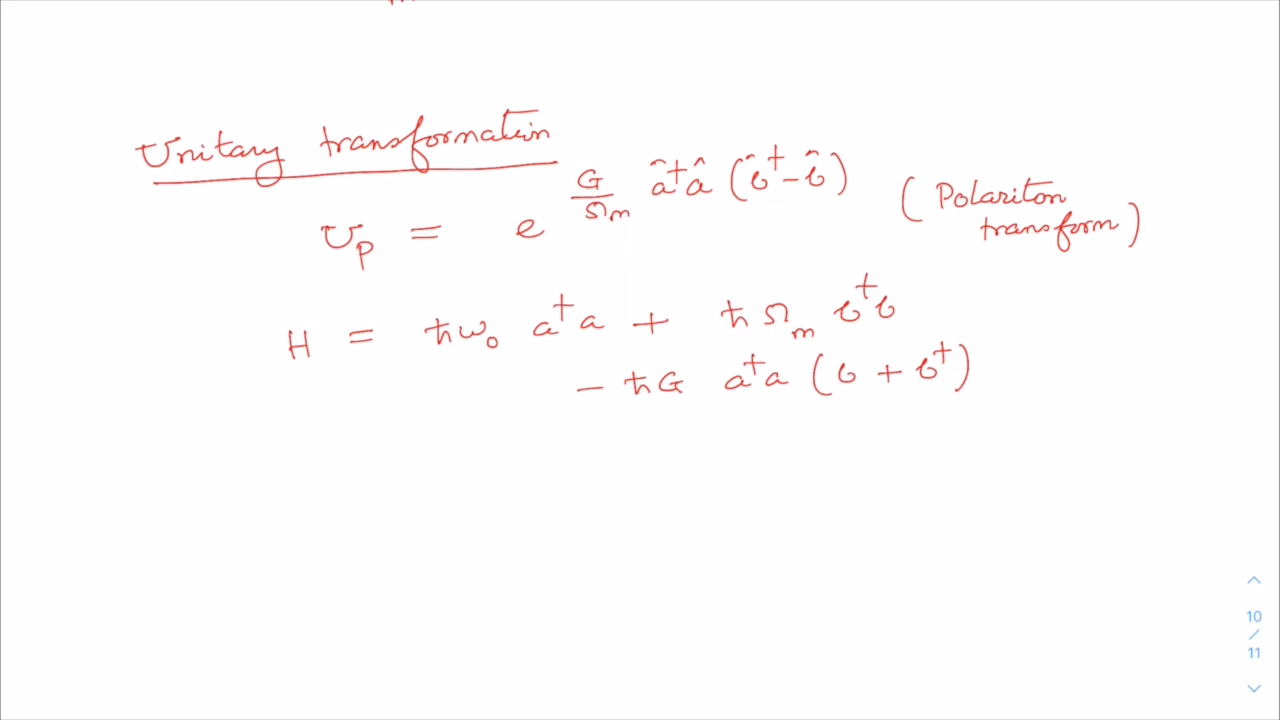 Unitary transformation
U_p = e^{G/Ω_m â†â (b̂† - b̂)} (Polariton transform)
H = ħω₀ a†a + ħΩ_m b†b
- ħG a†a (b + b†)
10
/
11